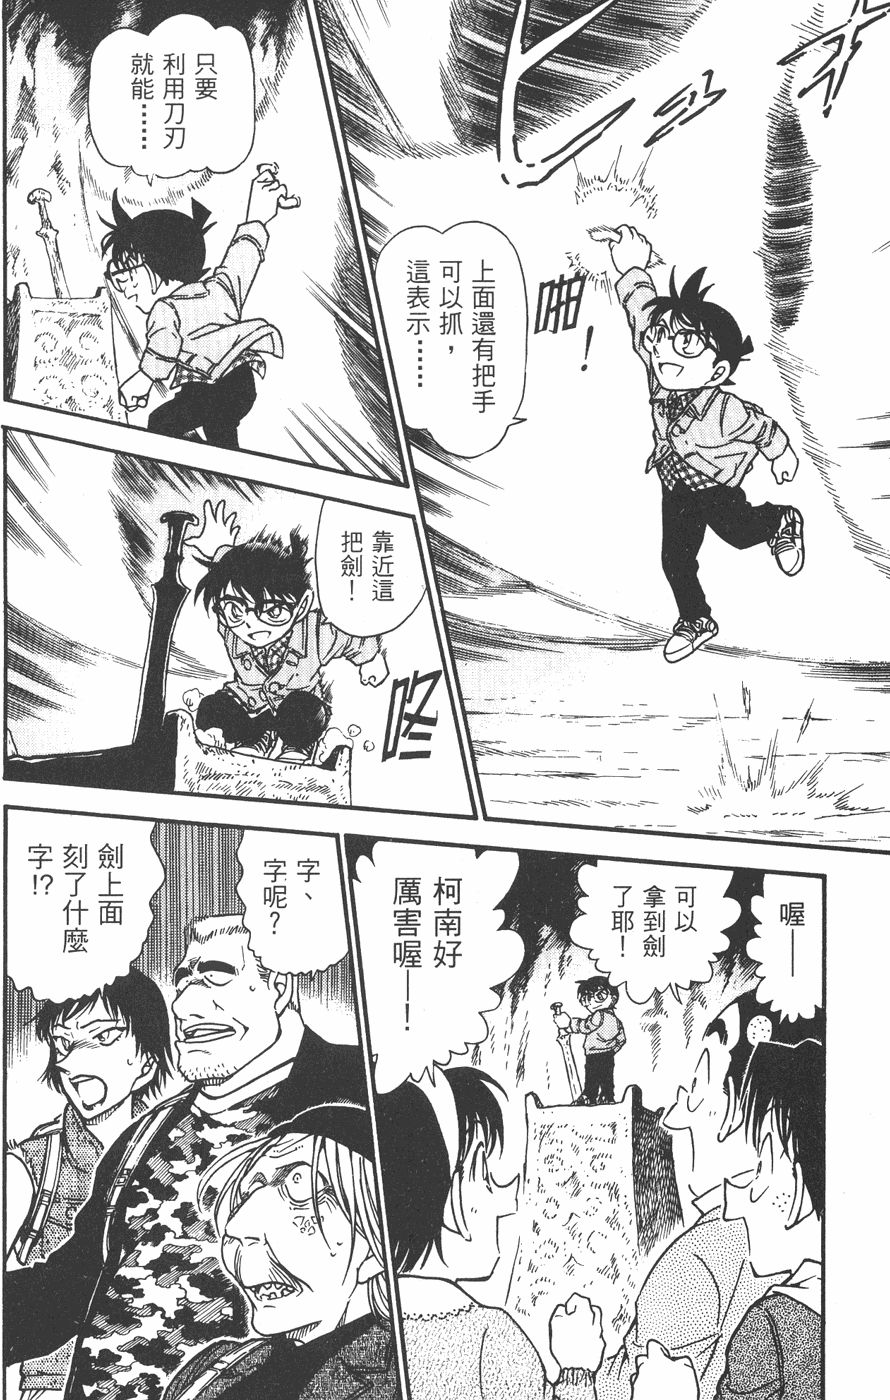 上面還有把手
可以抓，
這表示……
啪！
只要
利用刀刃
就能……
靠近這
把劍！
咚
喔—
可以
拿到劍
了耶！
柯南好
厲害喔—！
字、
字呢？
劍上面
刻了什麼
字!?